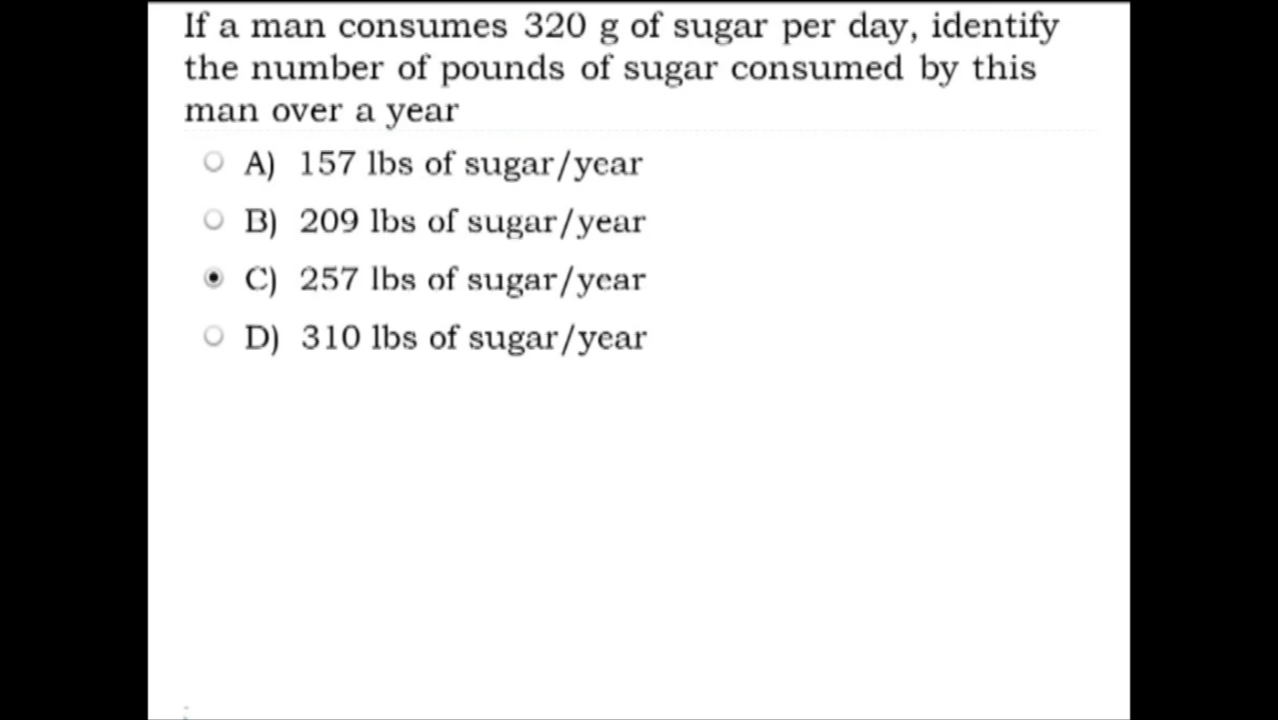 If a man consumes 320 g of sugar per day, identify
the number of pounds of sugar consumed by this
man over a year
A) 157 lbs of sugar/year
B) 209 lbs of sugar/year
C) 257 lbs of sugar/year
D) 310 lbs of sugar/year